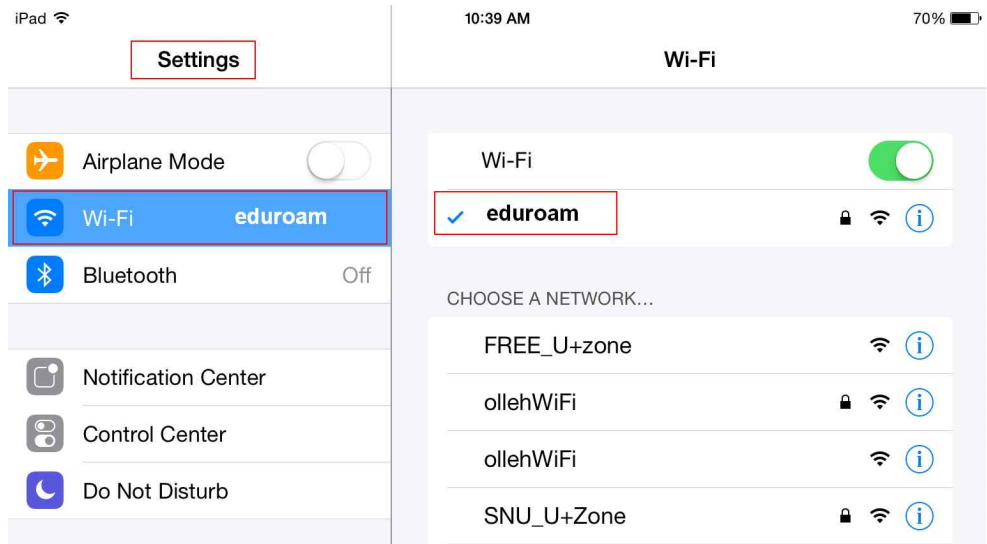 iPad 10:39 AM 70%
Settings
Wi-Fi
Airplane Mode
Wi-Fi eduroam
Bluetooth Off
Notification Center
Control Center
Do Not Disturb
Wi-Fi
eduroam
CHOOSE A NETWORK...
FREE_U+zone
ollehWiFi
ollehWiFi
SNU_U+Zone